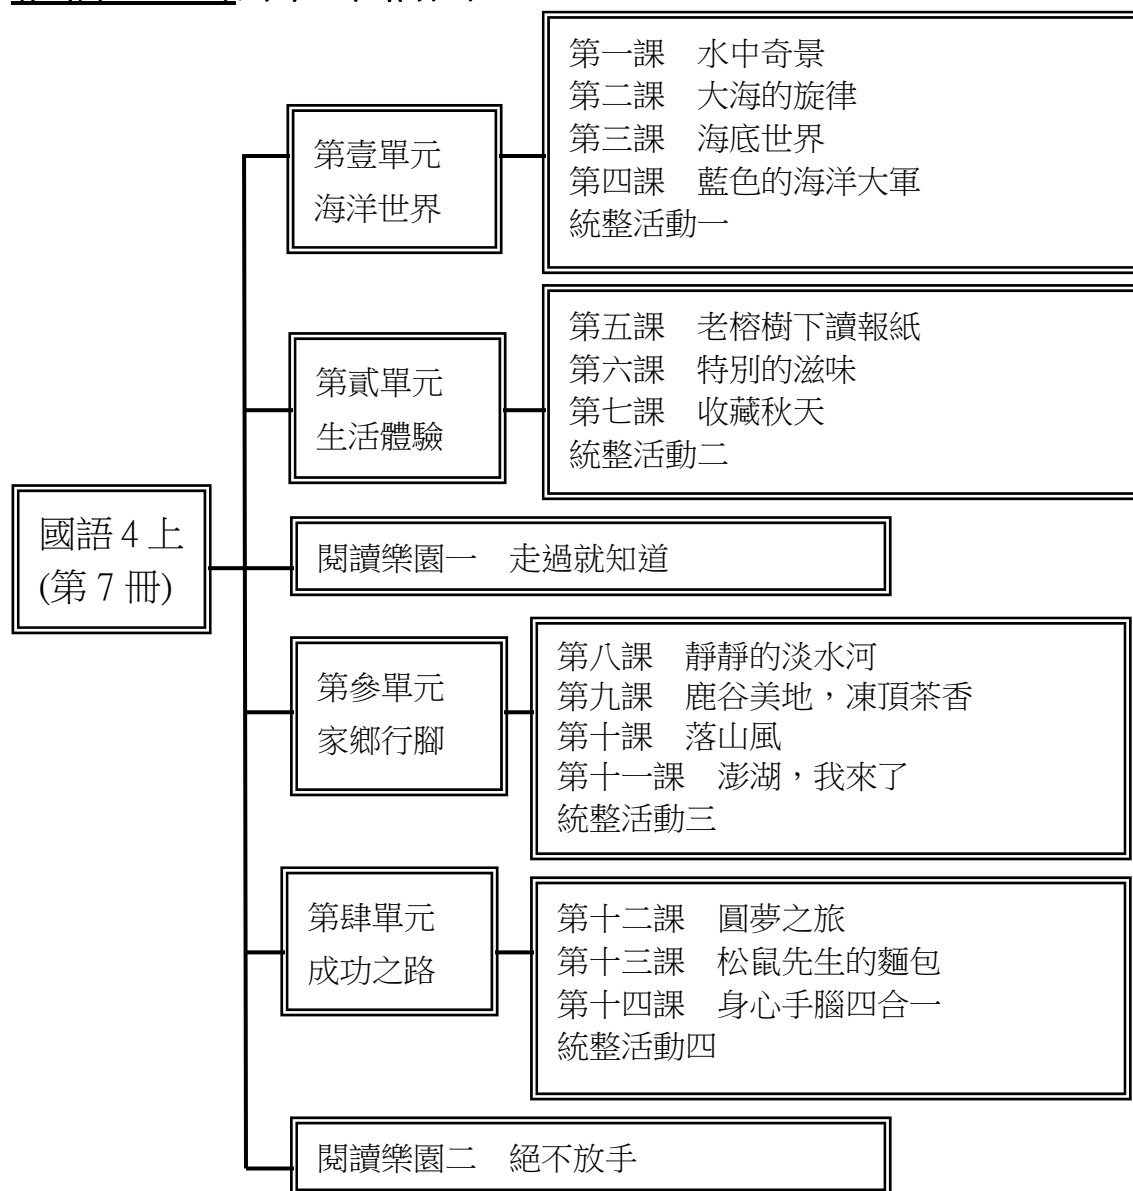 國語 4 上
(第 7 冊)
第壹單元
海洋世界
第一課　水中奇景
第二課　大海的旋律
第三課　海底世界
第四課　藍色的海洋大軍
統整活動一
第貳單元
生活體驗
第五課　老榕樹下讀報紙
第六課　特別的滋味
第七課　收藏秋天
統整活動二
閱讀樂園一　走過就知道
第參單元
家鄉行腳
第八課　靜靜的淡水河
第九課　鹿谷美地，凍頂茶香
第十課　落山風
第十一課　澎湖，我來了
統整活動三
第肆單元
成功之路
第十二課　圓夢之旅
第十三課　松鼠先生的麵包
第十四課　身心手腦四合一
統整活動四
閱讀樂園二　絕不放手